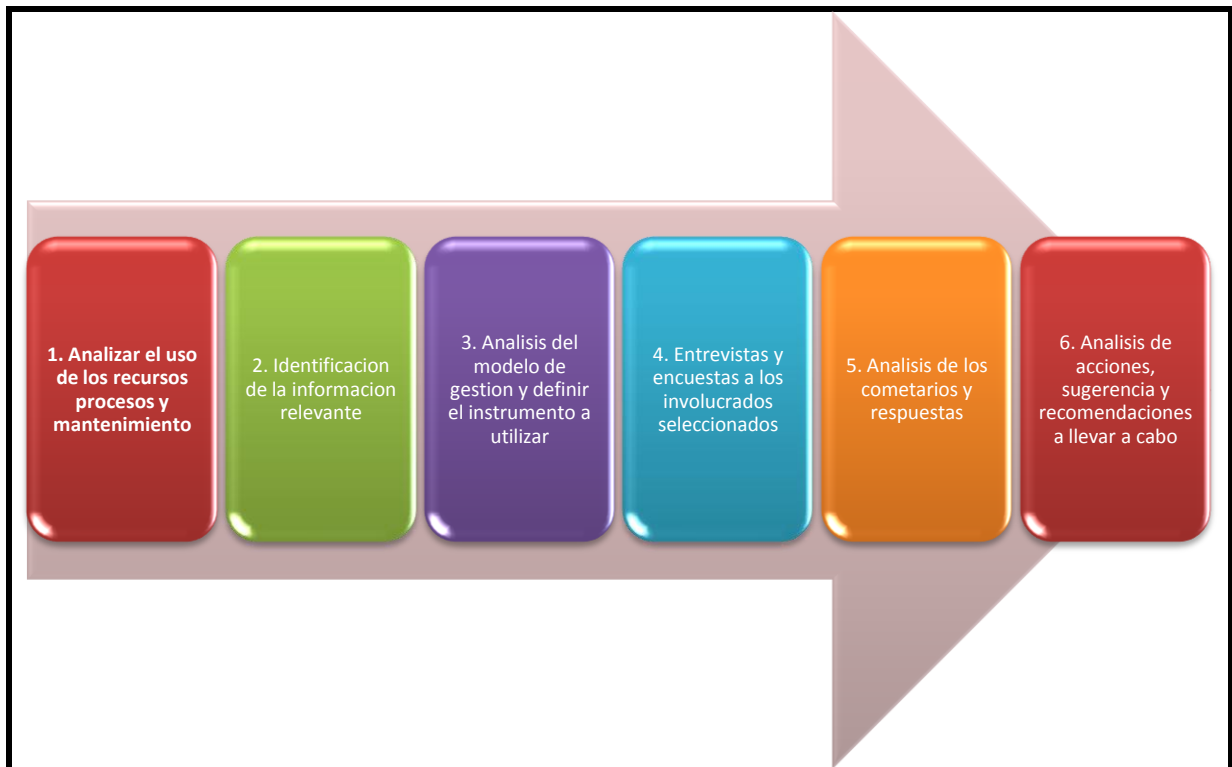 1. Analizar el uso
de los recursos
procesos y
mantenimiento
2. Identificacion
de la informacion
relevante
3. Analisis del
modelo de
gestion y definir
el instrumento a
utilizar
4. Entrevistas y
encuestas a los
involucrados
seleccionados
5. Analisis de los
cometarios y
respuestas
6. Analisis de
acciones,
sugerencia y
recomendaciones
a llevar a cabo